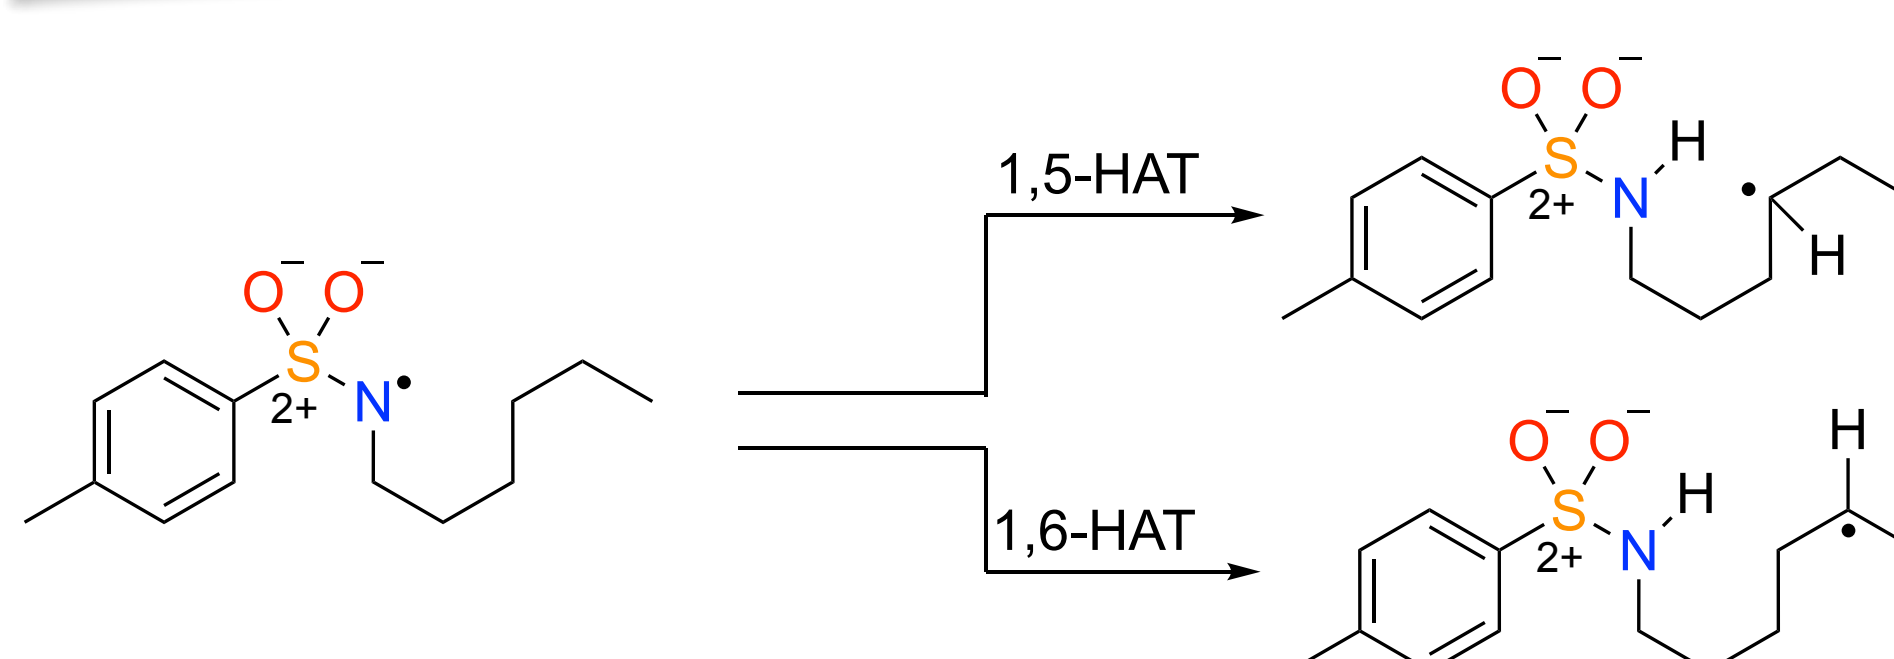 O⁻ O⁻
S N H
2+ H
1,5-HAT
O⁻ O⁻
S N•
2+
O⁻ O⁻ H
S N H
2+
1,6-HAT